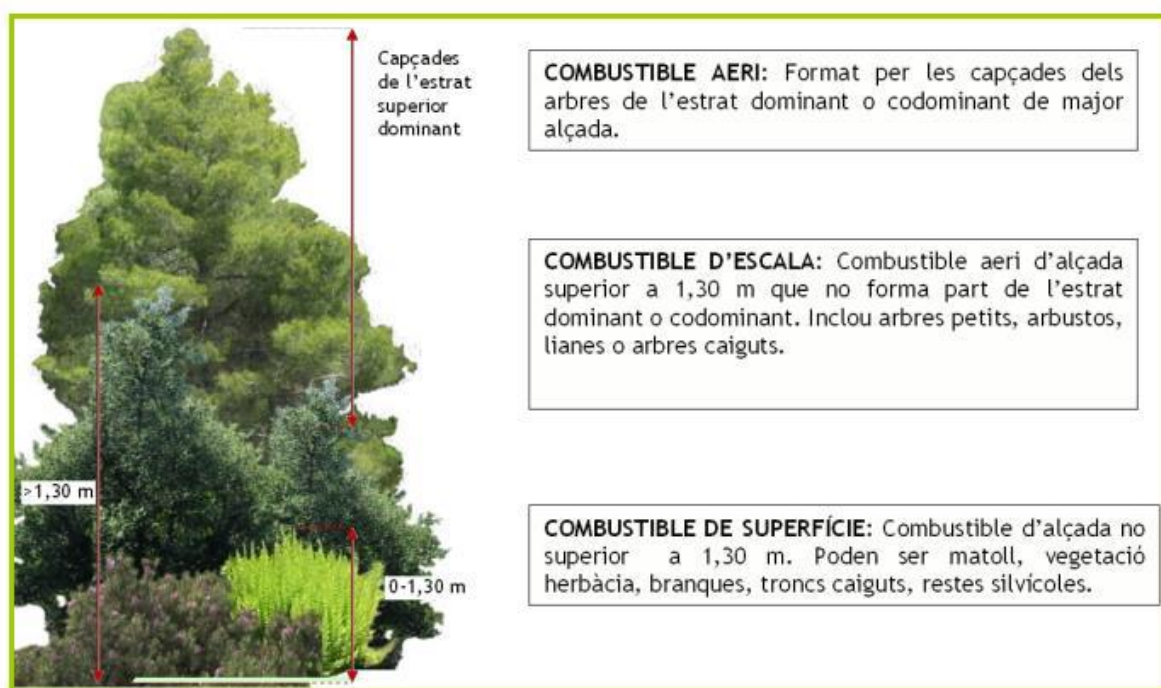 Capçades
de l’estrat
superior
dominant
COMBUSTIBLE AERI: Format per les capçades dels
arbres de l’estrat dominant o codominant de major
alçada.
COMBUSTIBLE D’ESCALA: Combustible aeri d’alçada
superior a 1,30 m que no forma part de l’estrat
dominant o codominant. Inclou arbres petits, arbustos,
lianes o arbres caiguts.
>1,30 m
0-1,30 m
COMBUSTIBLE DE SUPERFÍCIE: Combustible d’alçada no
superior a 1,30 m. Poden ser matoll, vegetació
herbàcia, branques, troncs caiguts, restes silvícoles.